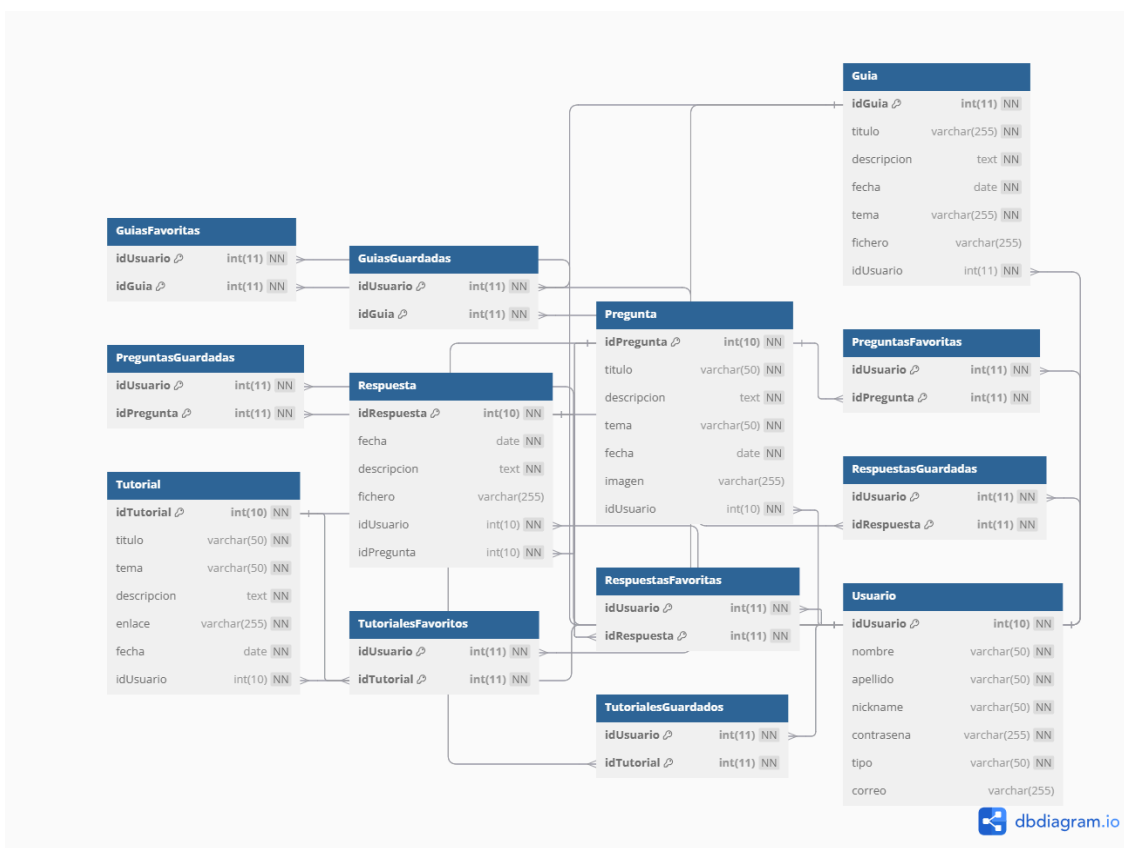 Guia
idGuia int(11) NN
titulo varchar(255) NN
descripcion text NN
fecha date NN
tema varchar(255) NN
fichero varchar(255)
idUsuario int(11) NN
GuiasFavoritas
idUsuario int(11) NN
idGuia int(11) NN
GuiasGuardadas
idUsuario int(11) NN
idGuia int(11) NN
Pregunta
idPregunta int(10) NN
titulo varchar(50) NN
descripcion text NN
tema varchar(50) NN
fecha date NN
imagen varchar(255)
idUsuario int(10) NN
PreguntasFavoritas
idUsuario int(11) NN
idPregunta int(11) NN
PreguntasGuardadas
idUsuario int(11) NN
idPregunta int(11) NN
Respuesta
idRespuesta int(10) NN
fecha date NN
descripcion text NN
fichero varchar(255)
idUsuario int(10) NN
idPregunta int(10) NN
RespuestasGuardadas
idUsuario int(11) NN
idRespuesta int(11) NN
Tutorial
idTutorial int(10) NN
titulo varchar(50) NN
tema varchar(50) NN
descripcion text NN
enlace varchar(255) NN
fecha date NN
idUsuario int(10) NN
RespuestasFavoritas
idUsuario int(11) NN
idRespuesta int(11) NN
Usuario
idUsuario int(10) NN
nombre varchar(50) NN
apellido varchar(50) NN
nickname varchar(50) NN
contrasena varchar(255) NN
tipo varchar(50) NN
correo varchar(255)
TutorialesFavoritos
idUsuario int(11) NN
idTutorial int(11) NN
TutorialesGuardados
idUsuario int(11) NN
idTutorial int(11) NN
dbdiagram.io